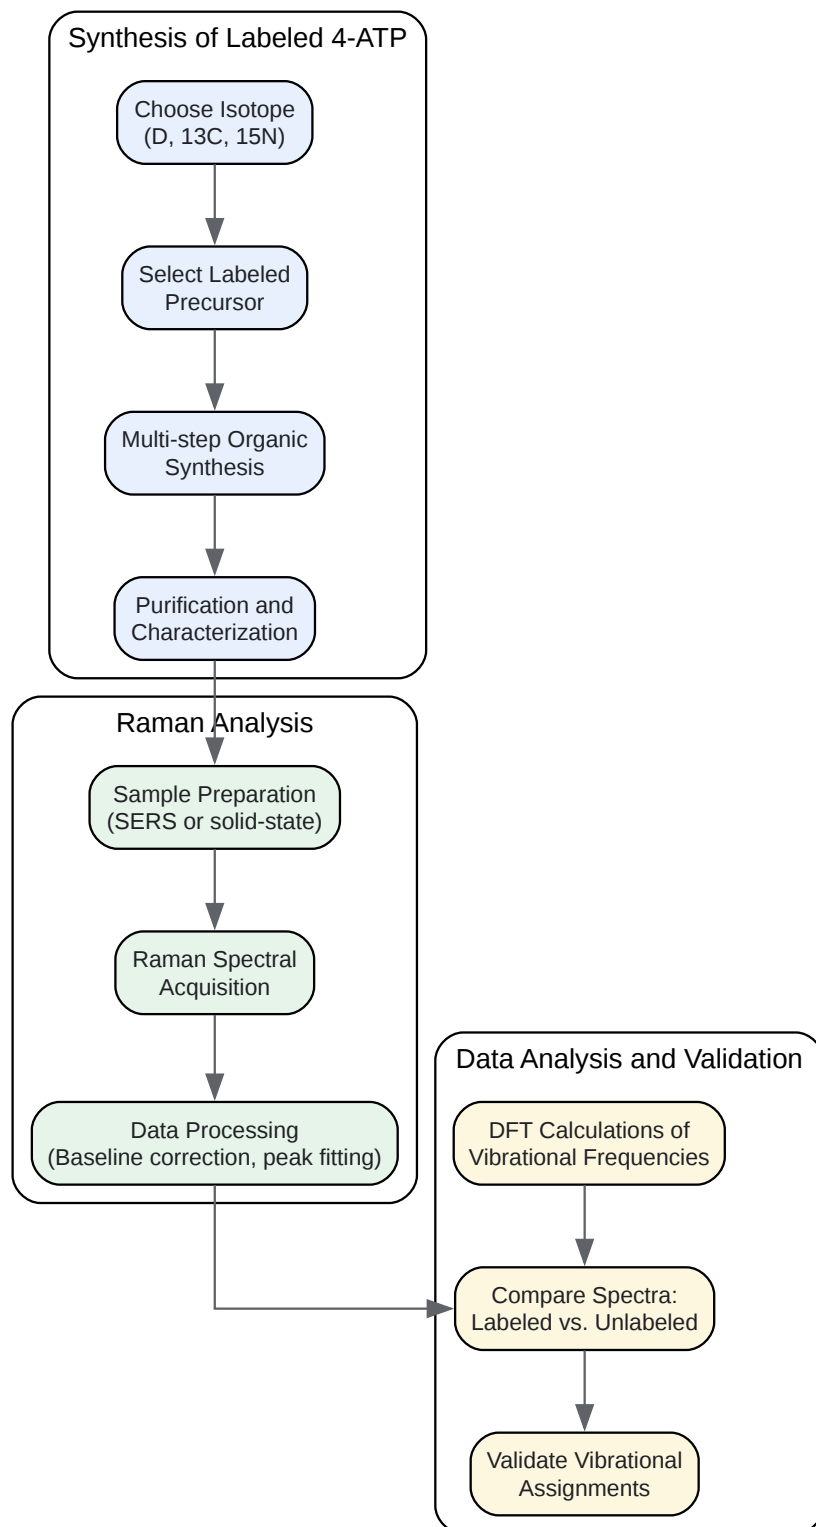 Synthesis of Labeled 4-ATP
Choose Isotope
(D, 13C, 15N)
Select Labeled
Precursor
Multi-step Organic
Synthesis
Purification and
Characterization
Raman Analysis
Sample Preparation
(SERS or solid-state)
Raman Spectral
Acquisition
Data Processing
(Baseline correction, peak fitting)
Data Analysis and Validation
DFT Calculations of
Vibrational Frequencies
Compare Spectra:
Labeled vs. Unlabeled
Validate Vibrational
Assignments